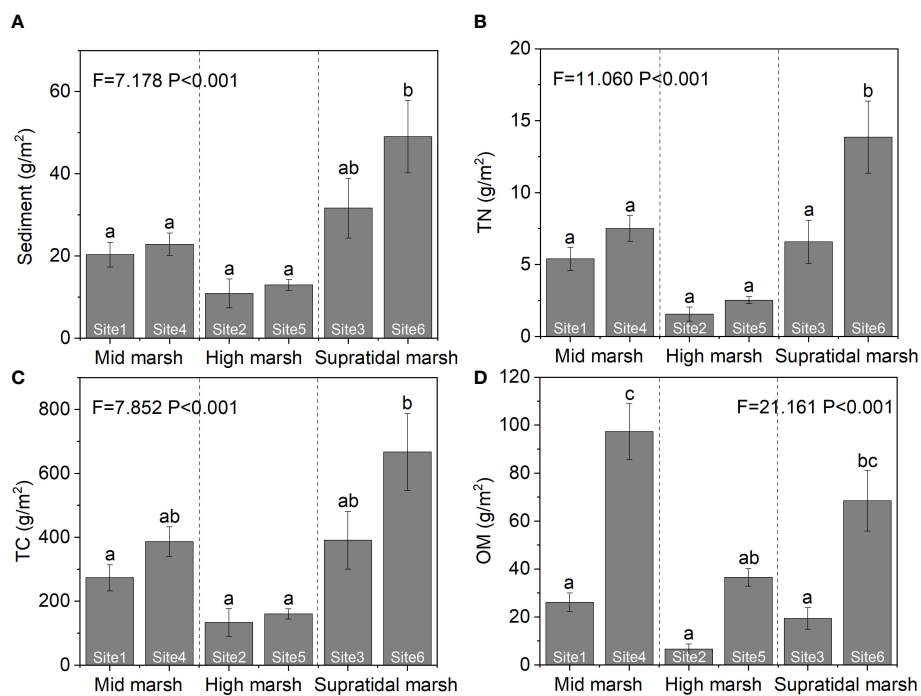 A
Sediment (g/m²)
60
40
20
0
F=7.178 P<0.001
a
a
a
a
ab
b
Site1
Site4
Site2
Site5
Site3
Site6
Mid marsh
High marsh
Supratidal marsh
B
TN (g/m²)
20
15
10
5
0
F=11.060 P<0.001
a
a
a
a
a
b
Site1
Site4
Site2
Site5
Site3
Site6
Mid marsh
High marsh
Supratidal marsh
C
TC (g/m²)
800
600
400
200
0
F=7.852 P<0.001
a
ab
a
a
ab
b
Site1
Site4
Site2
Site5
Site3
Site6
Mid marsh
High marsh
Supratidal marsh
D
OM (g/m²)
120
100
80
60
40
20
0
F=21.161 P<0.001
a
c
a
ab
a
bc
Site1
Site4
Site2
Site5
Site3
Site6
Mid marsh
High marsh
Supratidal marsh